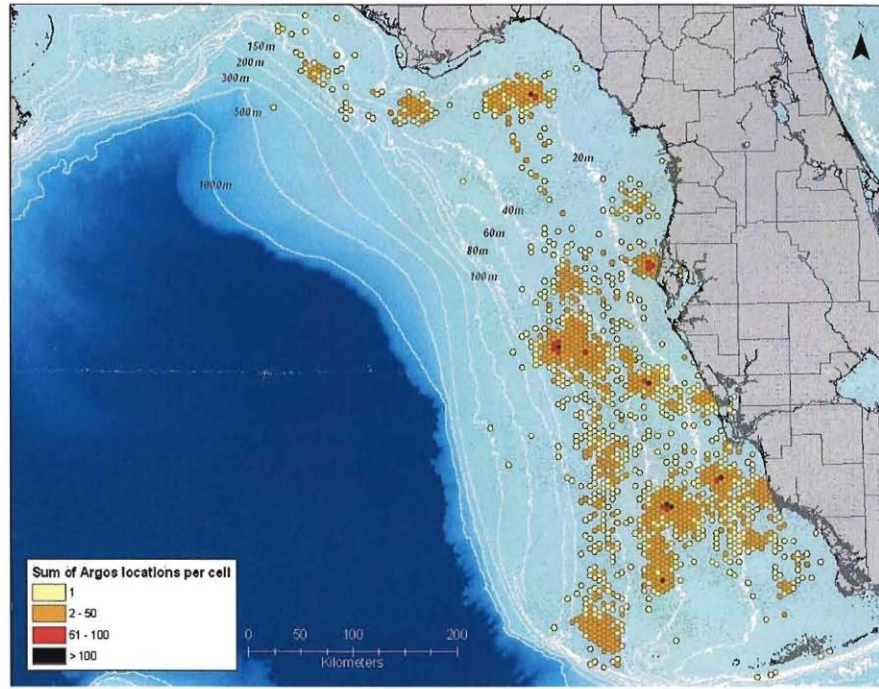 N
150m
200m
300m
500m
1000m
20m
40m
60m
80m
100m
Sum of Argos locations per cell
1
2 - 50
51 - 100
> 100
0 50 100 200
Kilometers